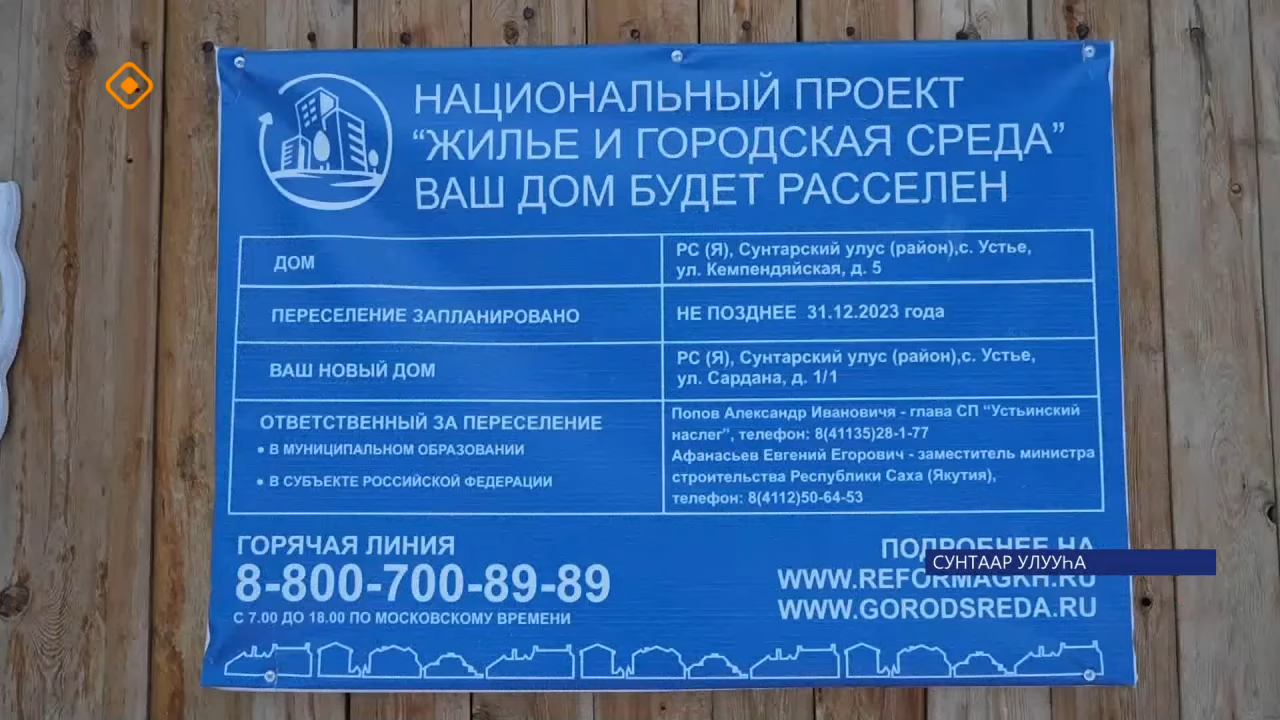 НАЦИОНАЛЬНЫЙ ПРОЕКТ
“ЖИЛЬЕ И ГОРОДСКАЯ СРЕДА”
ВАШ ДОМ БУДЕТ РАССЕЛЕН
ДОМ
РС (Я), Сунтарский улус (район),с. Устье,
ул. Кемпендяйская, д. 5
ПЕРЕСЕЛЕНИЕ ЗАПЛАНИРОВАНО
НЕ ПОЗДНЕЕ 31.12.2023 года
ВАШ НОВЫЙ ДОМ
РС (Я), Сунтарский улус (район),с. Устье,
ул. Сардана, д. 1/1
ОТВЕТСТВЕННЫЙ ЗА ПЕРЕСЕЛЕНИЕ
• В МУНИЦИПАЛЬНОМ ОБРАЗОВАНИИ
• В СУБЪЕКТЕ РОССИЙСКОЙ ФЕДЕРАЦИИ
Попов Александр Ивановичя - глава СП “Устьинский
наслег”, телефон: 8(41135)28-1-77
Афанасьев Евгений Егорович - заместитель министра
строительства Республики Саха (Якутия),
телефон: 8(4112)50-64-53
ГОРЯЧАЯ ЛИНИЯ
8-800-700-89-89
С 7.00 ДО 18.00 ПО МОСКОВСКОМУ ВРЕМЕНИ
ПОДРОБНЕЕ НА
WWW.REFORMAGKH.RU
WWW.GORODSREDA.RU
СУНТААР УЛУУҺА